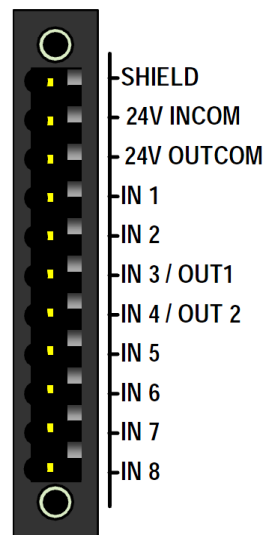 SHIELD
24V INCOM
24V OUTCOM
IN 1
IN 2
IN 3 / OUT1
IN 4 / OUT 2
IN 5
IN 6
IN 7
IN 8